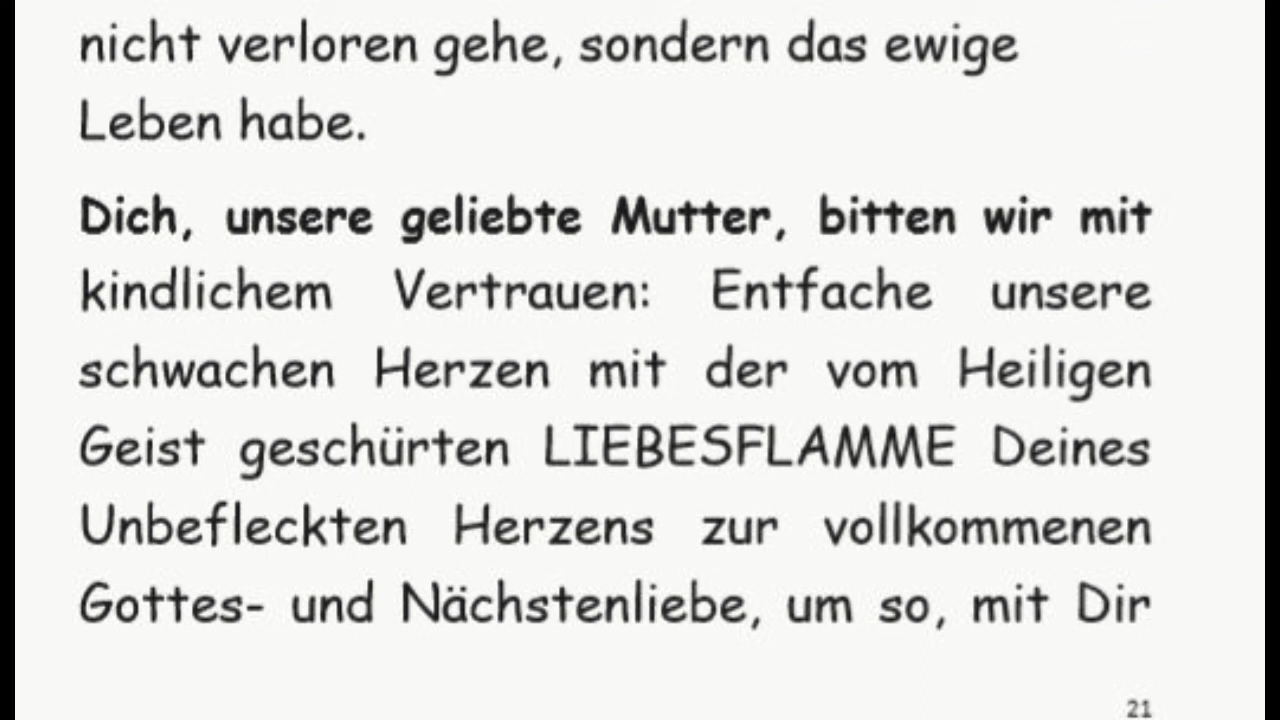 nicht verloren gehe, sondern das ewige
Leben habe.
Dich, unsere geliebte Mutter, bitten wir mit
kindlichem Vertrauen: Entfache unsere
schwachen Herzen mit der vom Heiligen
Geist geschürten LIEBESFLAMME Deines
Unbefleckten Herzens zur vollkommenen
Gottes- und Nächstenliebe, um so, mit Dir
21